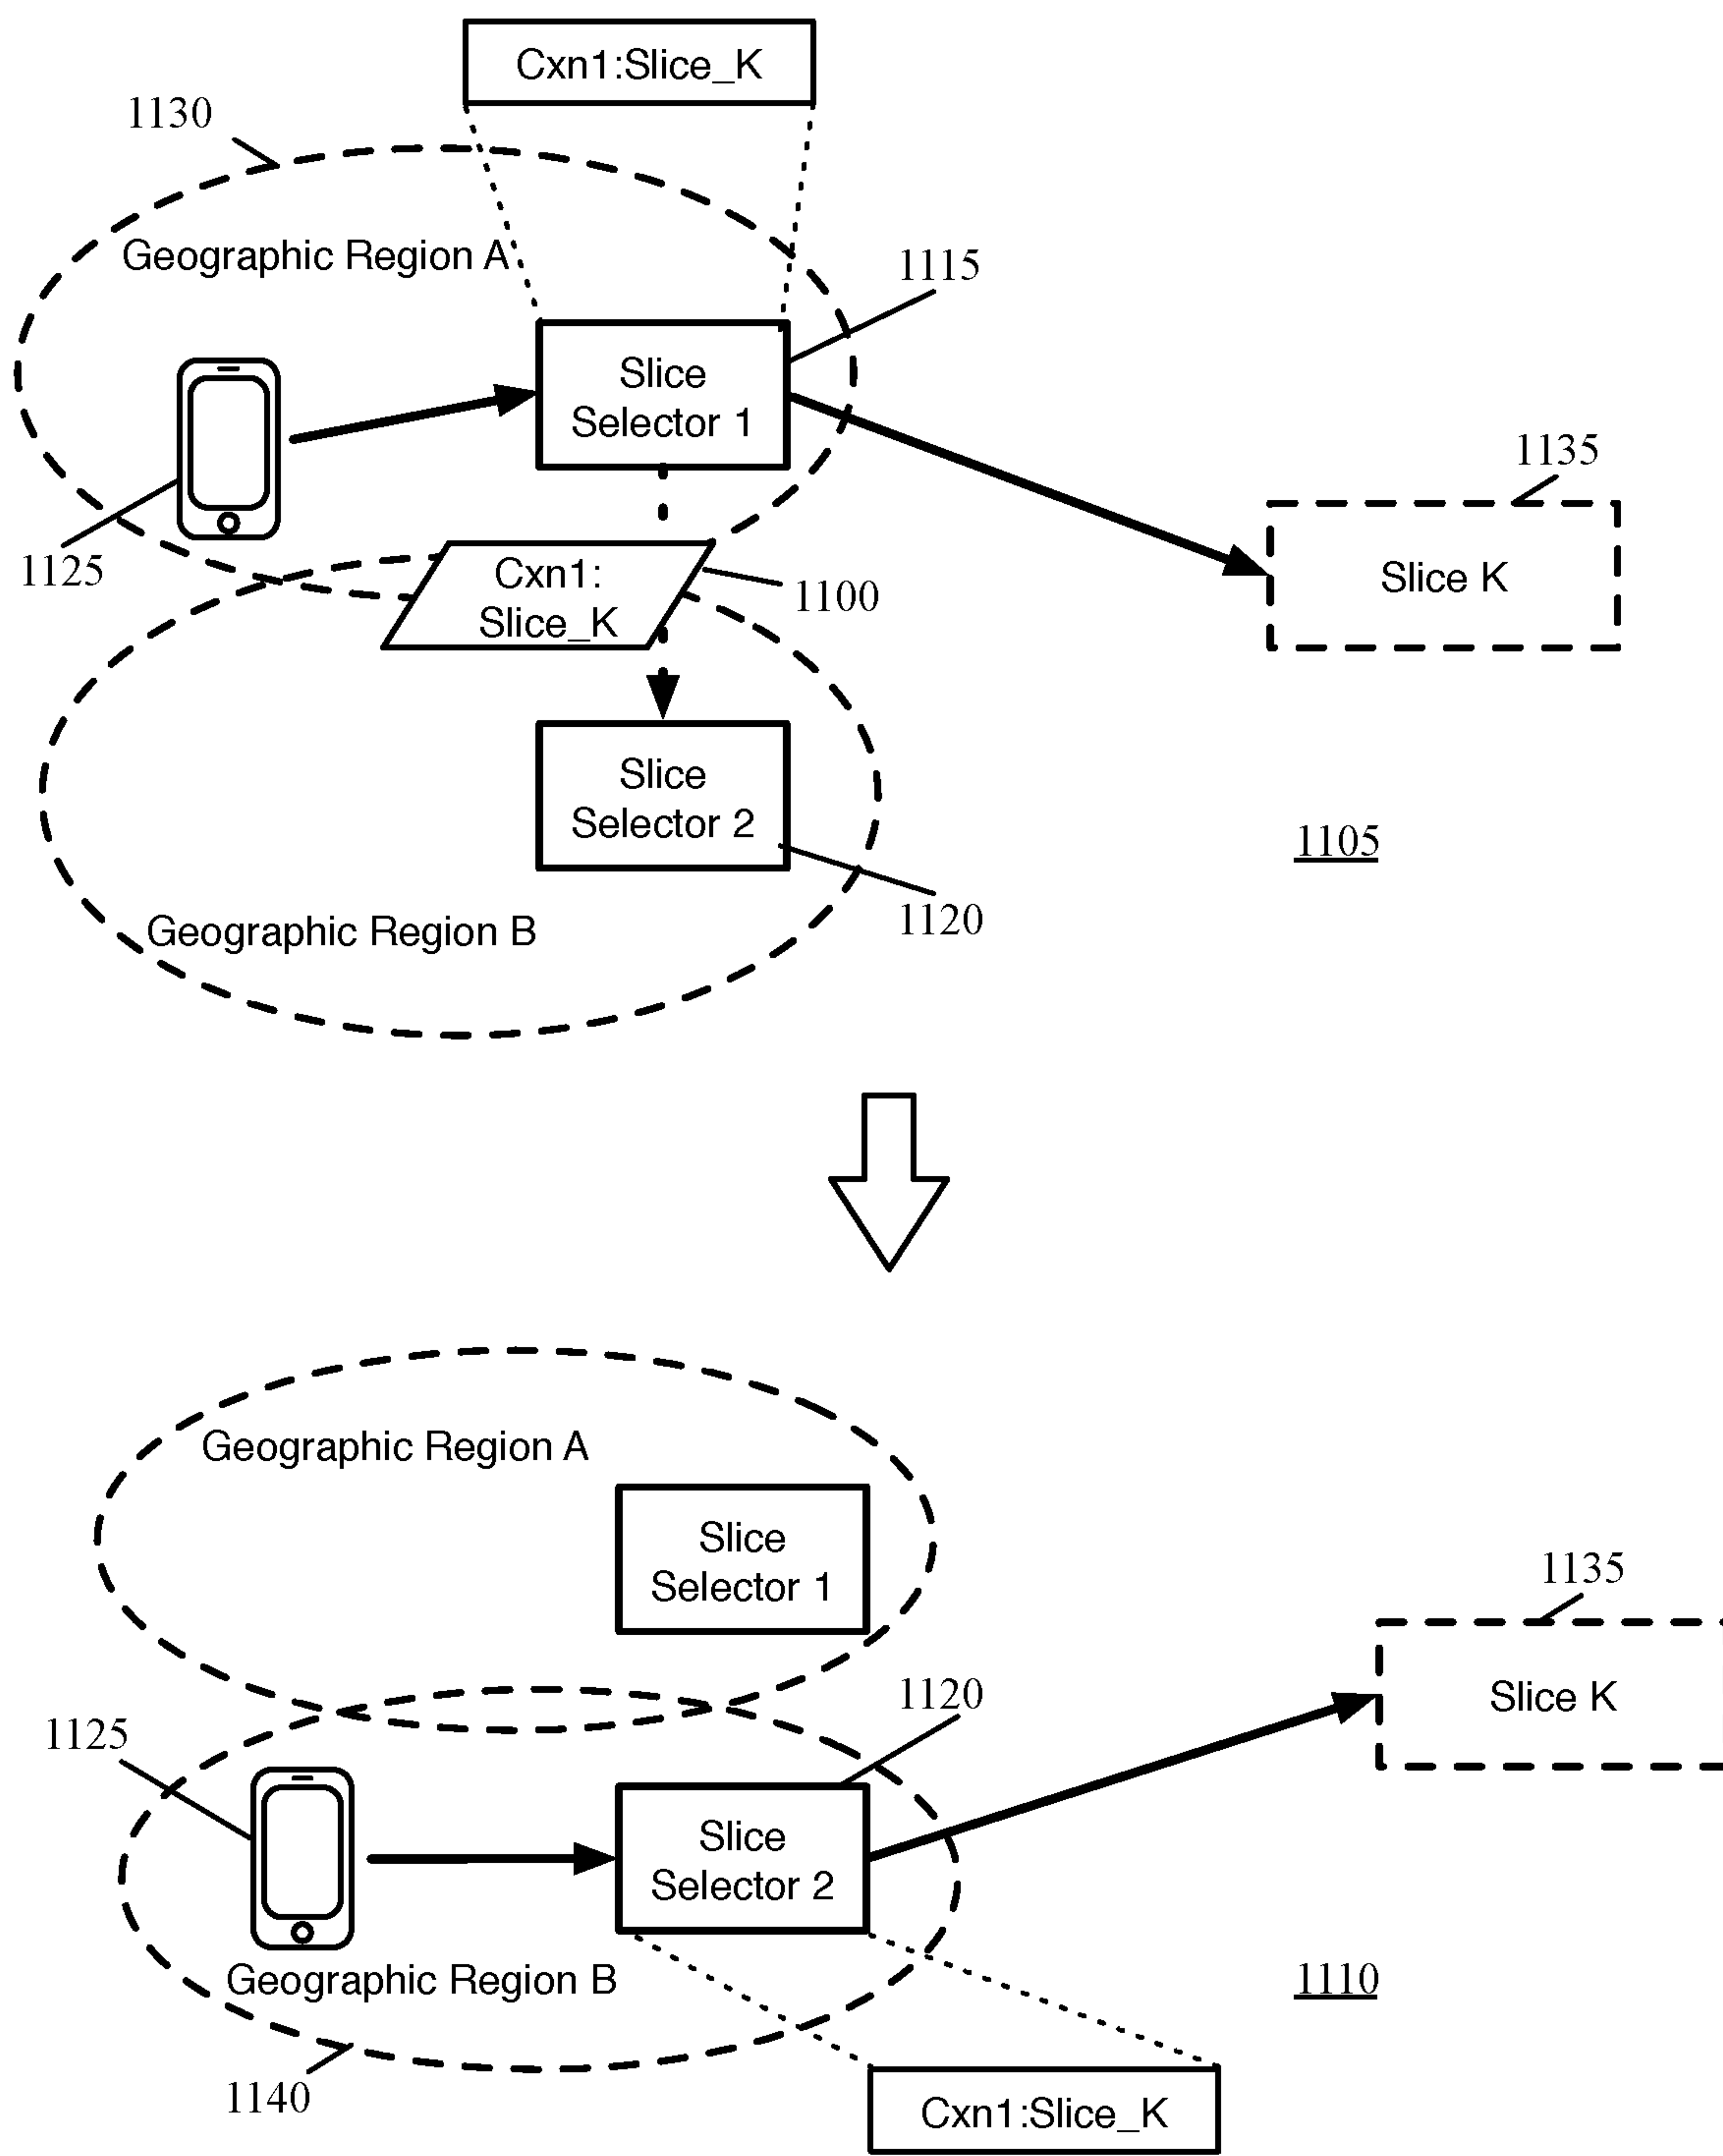 Cxn1:Slice_K
1130
Geographic Region A
1115
Slice
Selector 1
1135
Slice K
1125
Cxn1:
Slice_K
1100
Slice
Selector 2
1105
1120
Geographic Region B
Geographic Region A
Slice
Selector 1
1135
Slice K
1120
1125
Slice
Selector 2
Geographic Region B
1110
1140
Cxn1:Slice_K